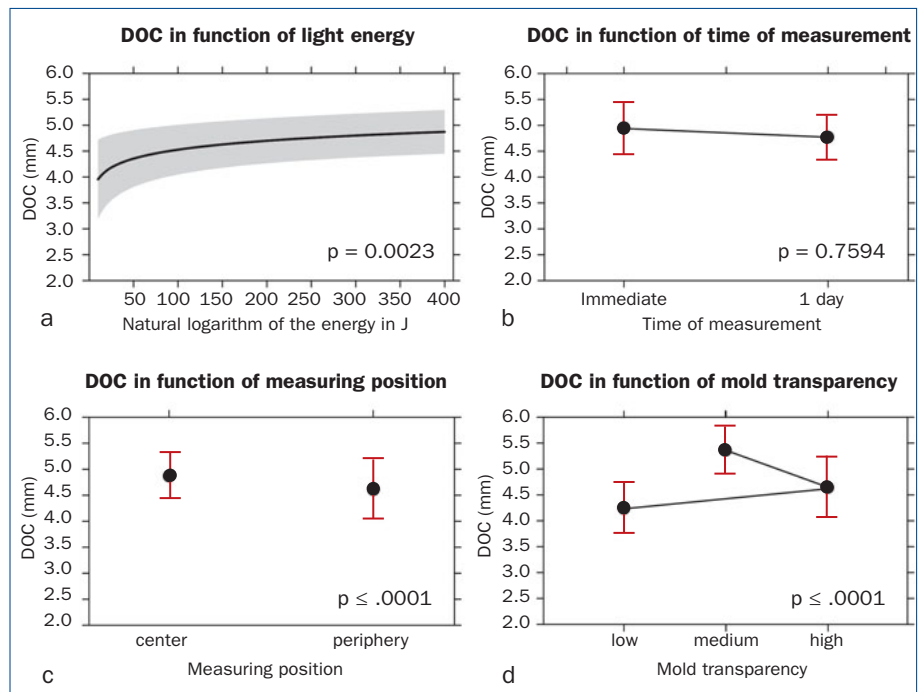 DOC in function of light energy
6.0
5.5
5.0
4.5
4.0
3.5
3.0
2.5
2.0
DOC (mm)
p = 0.0023
50 100 150 200 250 300 350 400
a
Natural logarithm of the energy in J
DOC in function of time of measurement
6.0
5.5
5.0
4.5
4.0
3.5
3.0
2.5
2.0
DOC (mm)
p = 0.7594
Immediate 1 day
b
Time of measurement
DOC in function of measuring position
6.0
5.5
5.0
4.5
4.0
3.5
3.0
2.5
2.0
DOC (mm)
p ≤ .0001
center periphery
c
Measuring position
DOC in function of mold transparency
6.0
5.5
5.0
4.5
4.0
3.5
3.0
2.5
2.0
DOC (mm)
p ≤ .0001
low medium high
d
Mold transparency